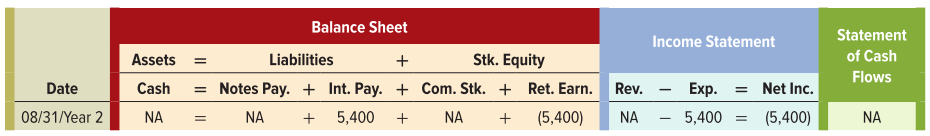 Balance Sheet
Income Statement
Statement
of Cash
Flows
Assets = Liabilities + Stk. Equity
Date Cash = Notes Pay. + Int. Pay. + Com. Stk. + Ret. Earn. Rev. − Exp. = Net Inc.
08/31/Year 2 NA = NA + 5,400 + NA + (5,400) NA − 5,400 = (5,400) NA